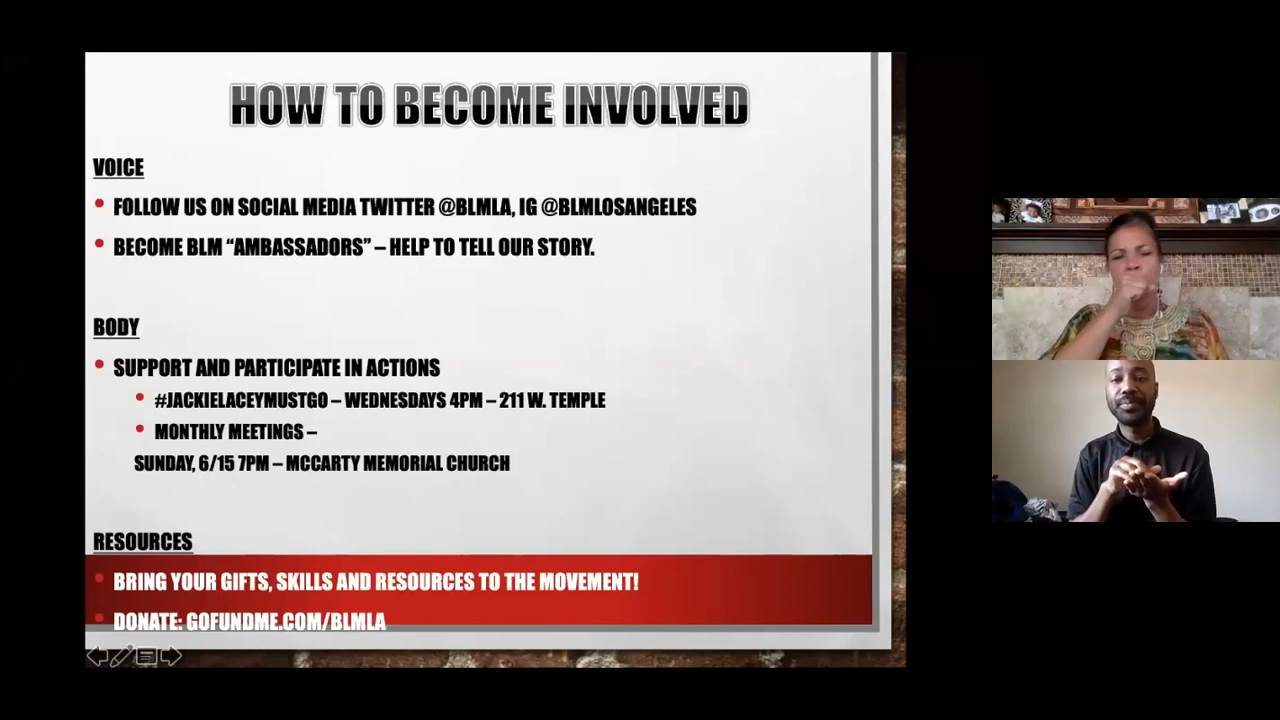 HOW TO BECOME INVOLVED
VOICE
• FOLLOW US ON SOCIAL MEDIA TWITTER @BLMLA, IG @BLMLOSANGELES
• BECOME BLM “AMBASSADORS” – HELP TO TELL OUR STORY.
BODY
• SUPPORT AND PARTICIPATE IN ACTIONS
• #JACKIELACEYMUSTGO – WEDNESDAYS 4PM – 211 W. TEMPLE
• MONTHLY MEETINGS –
SUNDAY, 6/15 7PM – MCCARTY MEMORIAL CHURCH
RESOURCES
• BRING YOUR GIFTS, SKILLS AND RESOURCES TO THE MOVEMENT!
• DONATE: GOFUNDME.COM/BLMLA